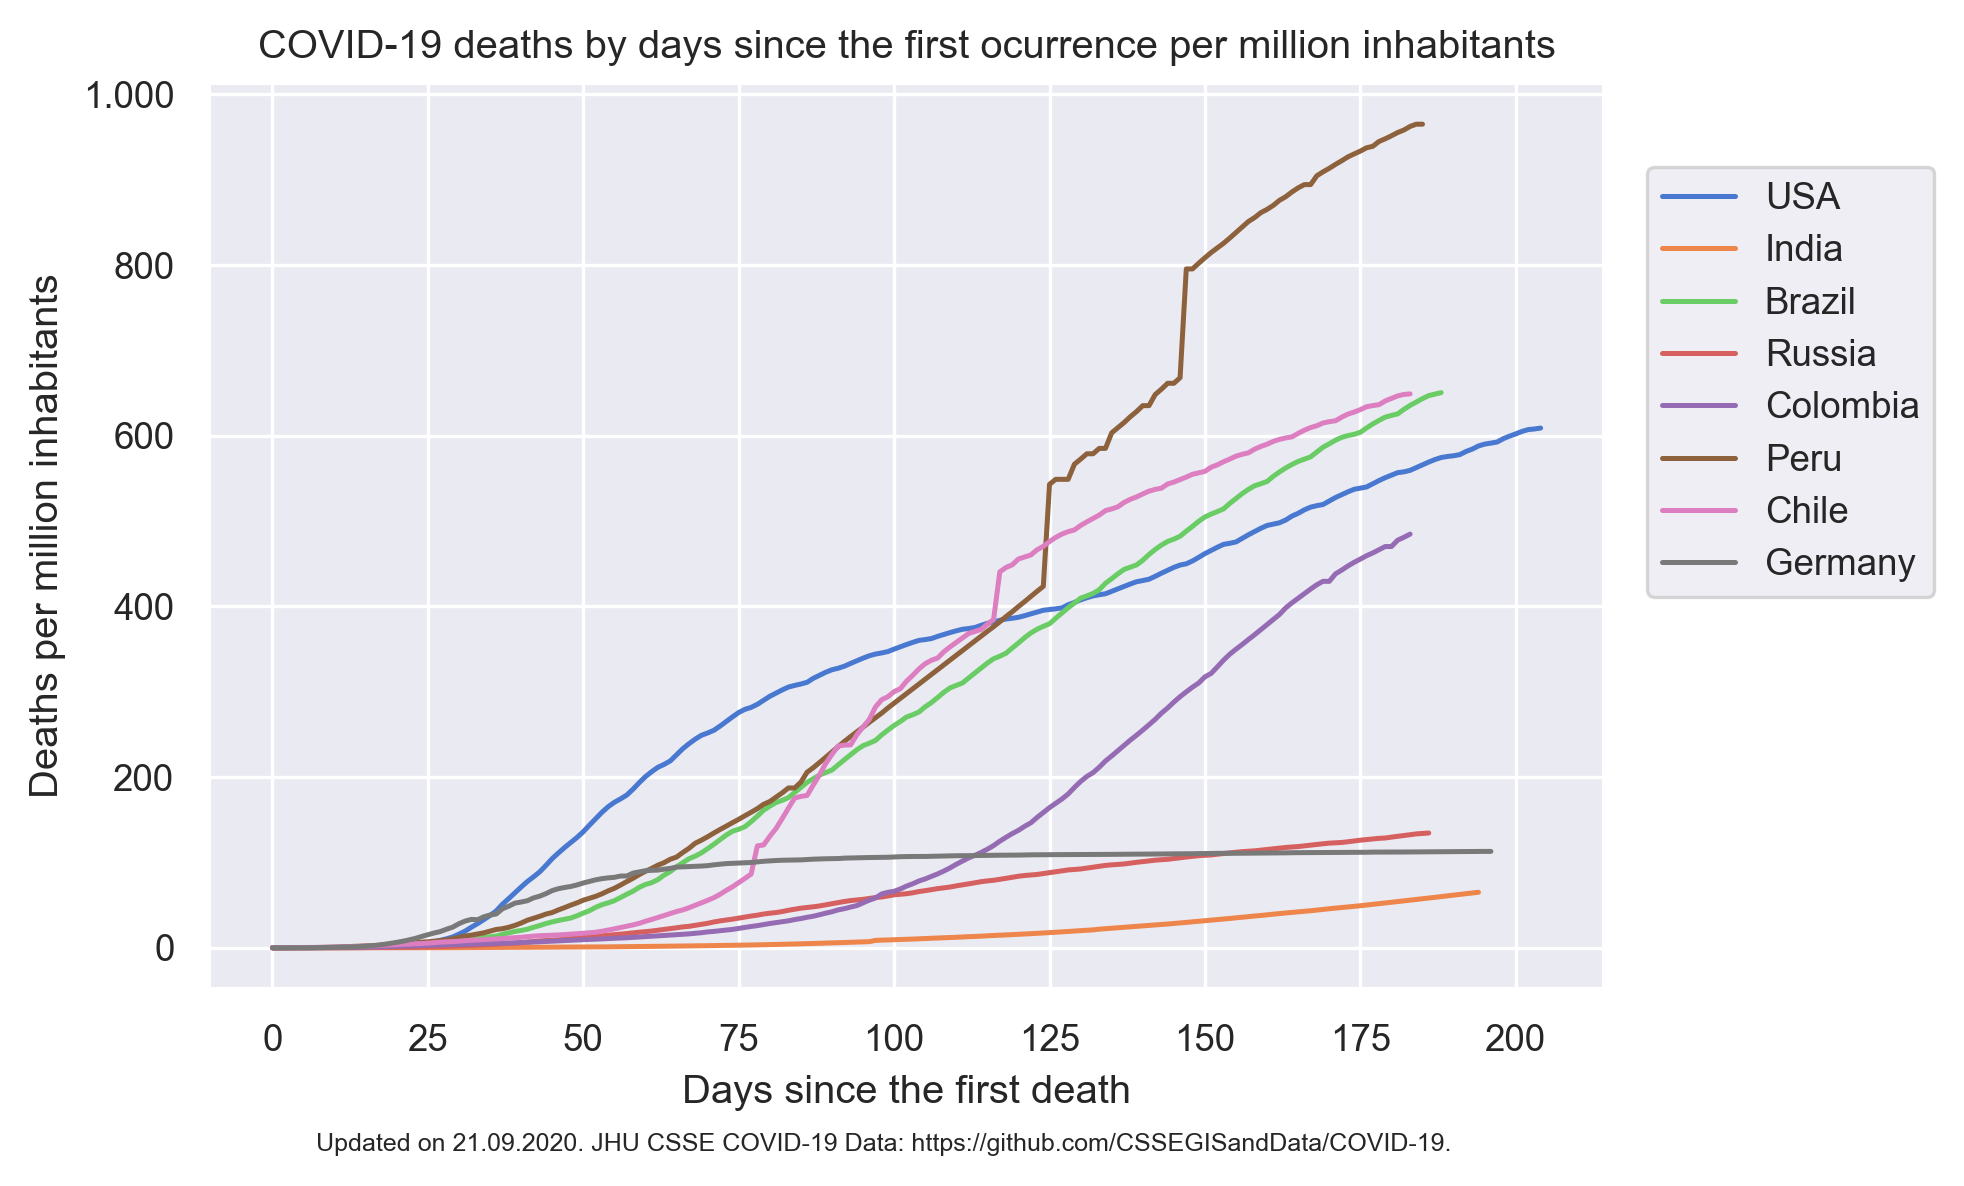 COVID-19 deaths by days since the first ocurrence per million inhabitants
Deaths per million inhabitants
1.000
800
600
400
200
0
0 25 50 75 100 125 150 175 200
Days since the first death
USA
India
Brazil
Russia
Colombia
Peru
Chile
Germany
Updated on 21.09.2020. JHU CSSE COVID-19 Data: https://github.com/CSSEGISandData/COVID-19.